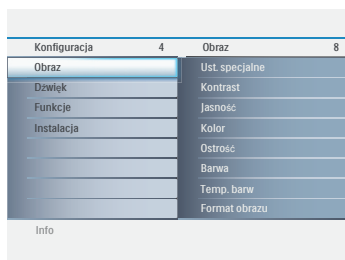 Konfiguracja 4
Obraz
Dźwięk
Funkcje
Instalacja
Obraz 8
Ust. specjalne
Kontrast
Jasność
Kolor
Ostrość
Barwa
Temp. barw
Format obrazu
Info